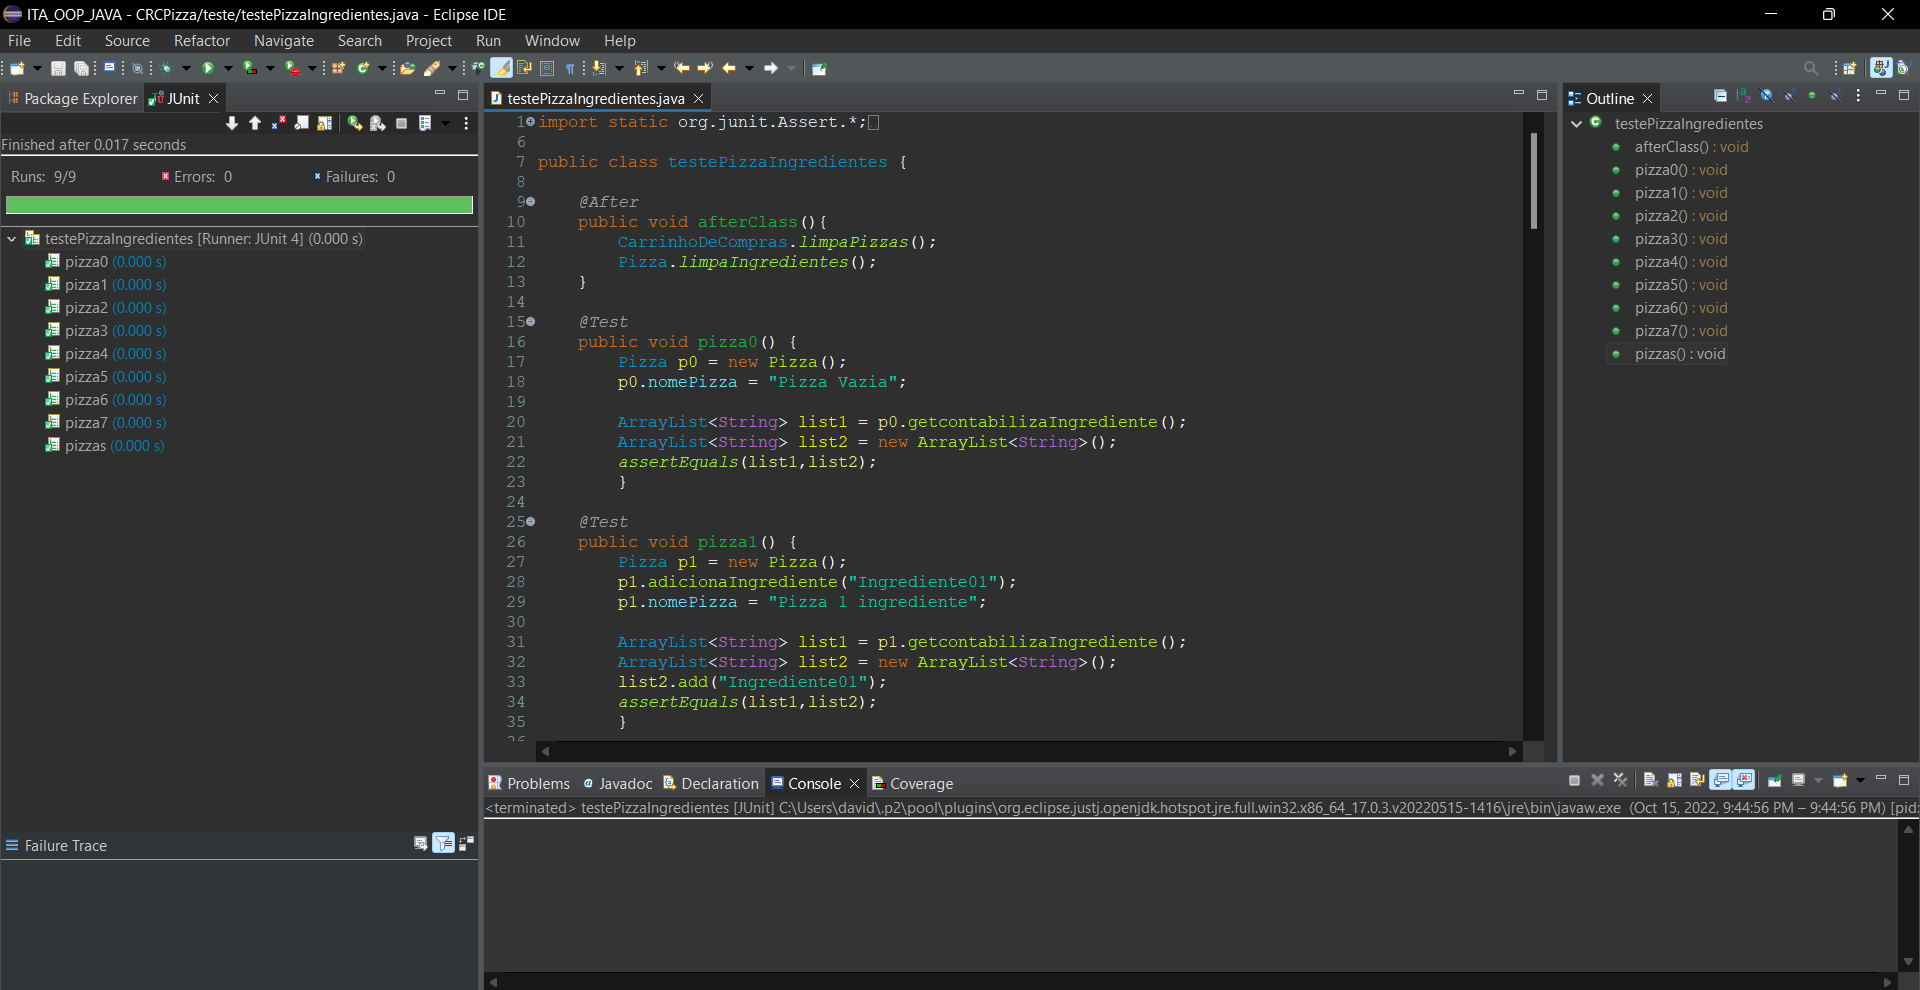 ITA_OOP_JAVA - CRCPizza/teste/testePizzaIngredientes.java - Eclipse IDE
File Edit Source Refactor Navigate Search Project Run Window Help
Package Explorer JUnit
Finished after 0.017 seconds
Runs: 9/9 Errors: 0 Failures: 0
testePizzaIngredientes [Runner: JUnit 4] (0.000 s)
pizza0 (0.000 s)
pizza1 (0.000 s)
pizza2 (0.000 s)
pizza3 (0.000 s)
pizza4 (0.000 s)
pizza5 (0.000 s)
pizza6 (0.000 s)
pizza7 (0.000 s)
pizzas (0.000 s)
Failure Trace
testePizzaIngredientes.java
1 import static org.junit.Assert.*;
6
7 public class testePizzaIngredientes {
8
9 @After
10 public void afterClass(){
11 CarrinhoDeCompras.limpaPizzas();
12 Pizza.limpaIngredientes();
13 }
14
15 @Test
16 public void pizza0() {
17 Pizza p0 = new Pizza();
18 p0.nomePizza = "Pizza Vazia";
19
20 ArrayList<String> list1 = p0.getcontabilizaIngrediente();
21 ArrayList<String> list2 = new ArrayList<String>();
22 assertEquals(list1,list2);
23 }
24
25 @Test
26 public void pizza1() {
27 Pizza p1 = new Pizza();
28 p1.adicionaIngrediente("Ingrediente01");
29 p1.nomePizza = "Pizza 1 ingrediente";
30
31 ArrayList<String> list1 = p1.getcontabilizaIngrediente();
32 ArrayList<String> list2 = new ArrayList<String>();
33 list2.add("Ingrediente01");
34 assertEquals(list1,list2);
35 }
36
Outline
testePizzaIngredientes
afterClass() : void
pizza0() : void
pizza1() : void
pizza2() : void
pizza3() : void
pizza4() : void
pizza5() : void
pizza6() : void
pizza7() : void
pizzas() : void
Problems Javadoc Declaration Console Coverage
<terminated> testePizzaIngredientes [JUnit] C:\Users\david\.p2\pool\plugins\org.eclipse.justj.openjdk.hotspot.jre.full.win32.x86_64_17.0.3.v20220515-1416\jre\bin\javaw.exe (Oct 15, 2022, 9:44:56 PM – 9:44:56 PM) [pid: